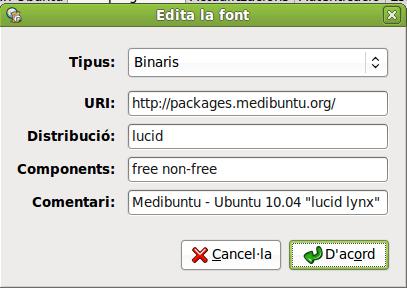 Edita la font
Tipus: Binaris
URI: http://packages.medibuntu.org/
Distribució: lucid
Components: free non-free
Comentari: Medibuntu - Ubuntu 10.04 "lucid lynx"
Cancel·la D'acord